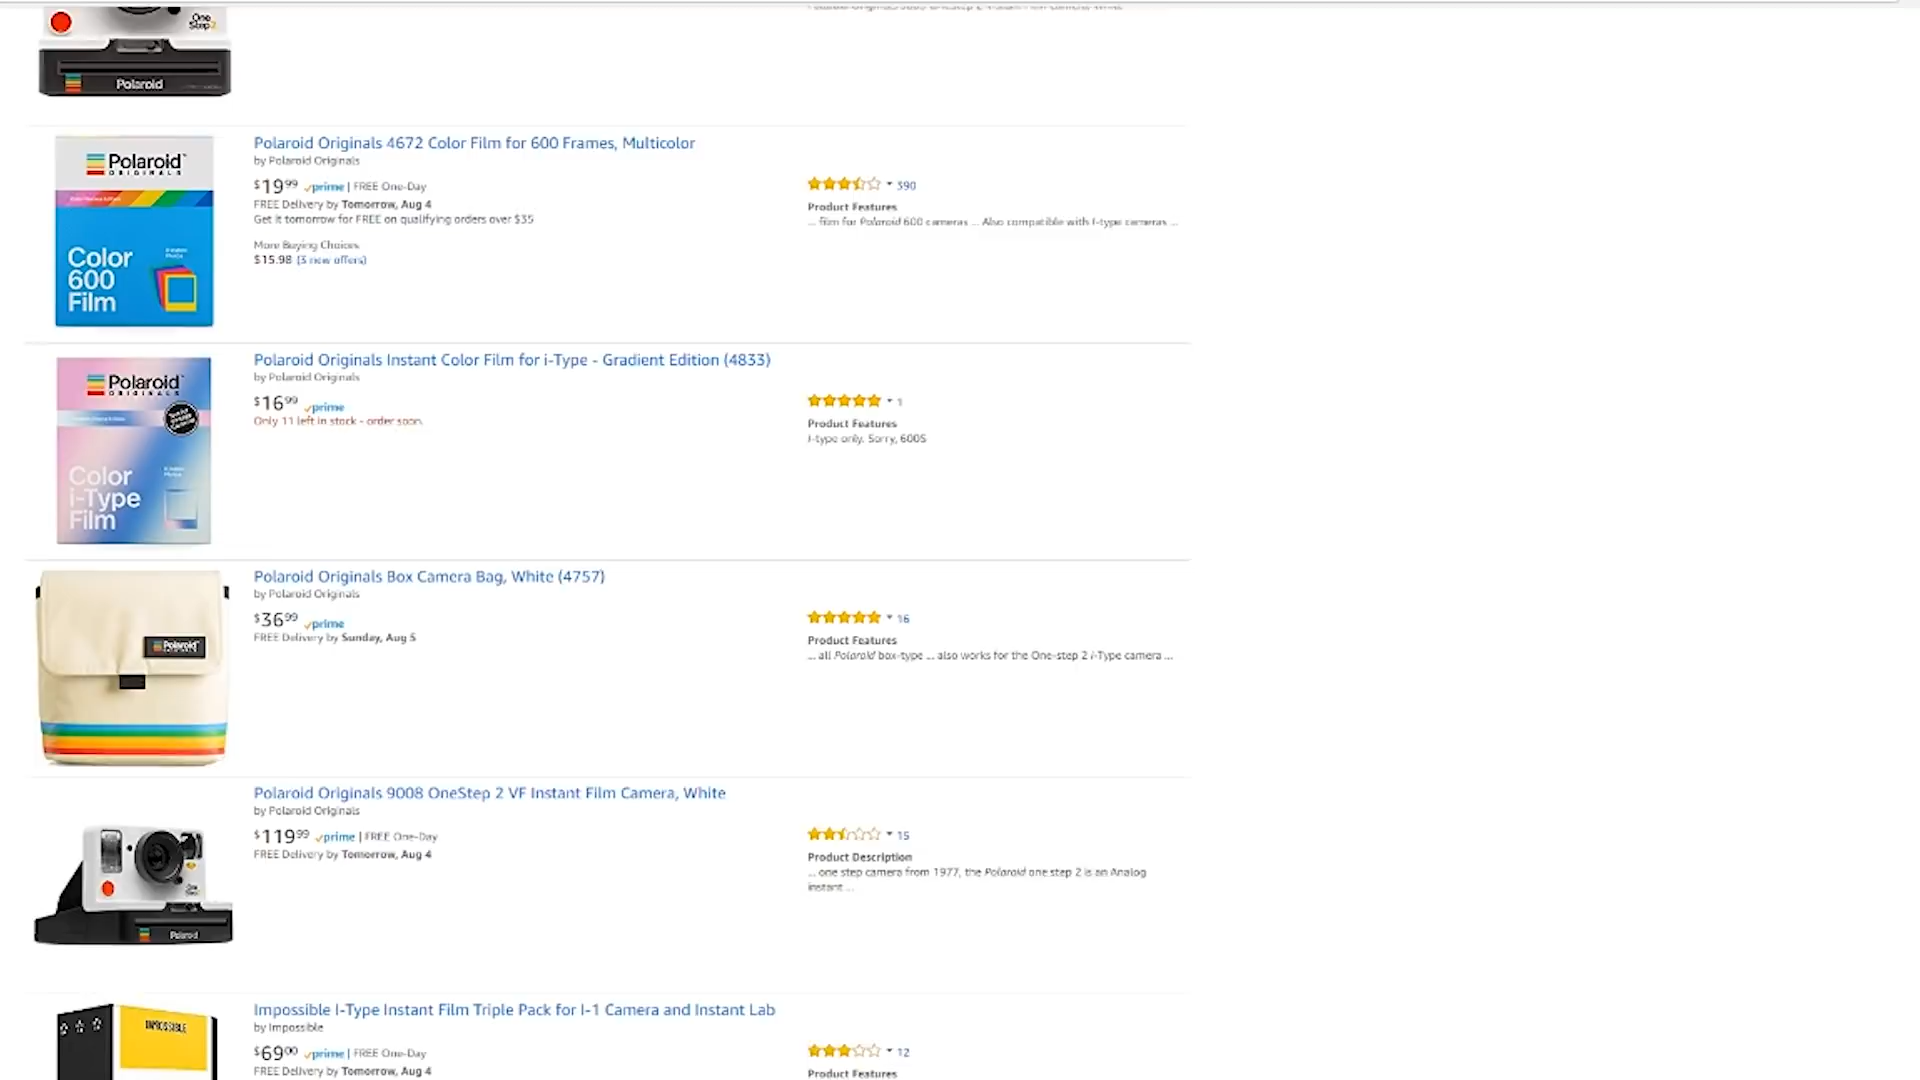 One
Step2
Polaroid
Polaroid Originals 4672 Color Film for 600 Frames, Multicolor
by Polaroid Originals
$19.99 prime | FREE One-Day
FREE Delivery by Tomorrow, Aug 4
Get it tomorrow for FREE on qualifying orders over $35
More Buying Choices
$15.98 (3 new offers)
390
Product Features
... film for Polaroid 600 cameras ... Also compatible with I-type cameras ...
Polaroid
ORIGINALS
Color
600
Film
Polaroid Originals Instant Color Film for i-Type - Gradient Edition (4833)
by Polaroid Originals
$16.99 prime
Only 11 left in stock - order soon.
1
Product Features
I-type only. Sorry, 600S
Polaroid
ORIGINALS
Color
i-Type
Film
Polaroid Originals Box Camera Bag, White (4757)
by Polaroid Originals
$36.99 prime
FREE Delivery by Sunday, Aug 5
16
Product Features
... all Polaroid box-type ... also works for the One-step 2 i-Type camera ...
Polaroid
Polaroid Originals 9008 OneStep 2 VF Instant Film Camera, White
by Polaroid Originals
$119.99 prime | FREE One-Day
FREE Delivery by Tomorrow, Aug 4
15
Product Description
... one step camera from 1977, the Polaroid one step 2 is an Analog
instant ...
Polaroid
Impossible I-Type Instant Film Triple Pack for I-1 Camera and Instant Lab
by Impossible
$69.00 prime | FREE One-Day
FREE Delivery by Tomorrow, Aug 4
12
Product Features
IMPOSSIBLE